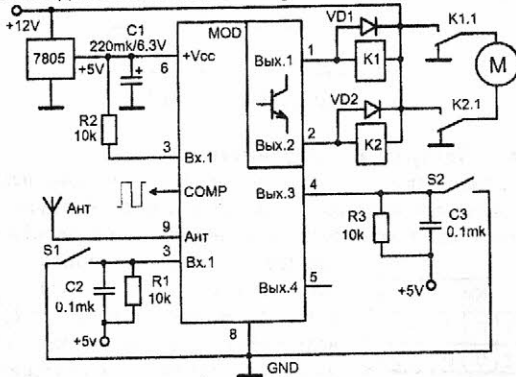 +12V
7805
+5V
C1
220mk/6.3V
+Vcc
6
MOD
Вых.1
1
VD1
K1
K1.1
M
R2
10k
3
Вх.1
COMP
Вых.2
2
VD2
K2
K2.1
Ант
9
Ант
S1
3
Вх.1
C2
0.1mk
R1
10k
+5v
Вых.3
4
S2
R3
10k
C3
0.1mk
+5V
Вых.4
5
8
GND